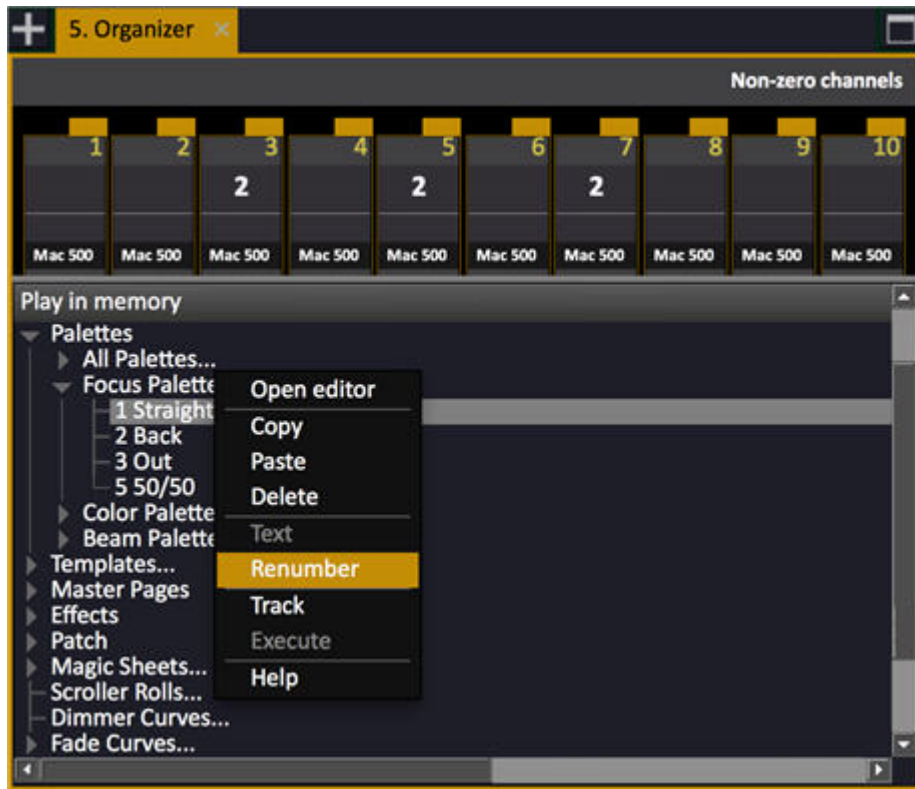 5. Organizer
Non-zero channels
1 2 3 4 5 6 7 8 9 10
2 2 2
Mac 500 Mac 500 Mac 500 Mac 500 Mac 500 Mac 500 Mac 500 Mac 500 Mac 500 Mac 500
Play in memory
Palettes
All Palettes...
Focus Palette
1 Straight
2 Back
3 Out
5 50/50
Color Palette
Beam Palette
Templates...
Master Pages
Effects
Patch
Magic Sheets...
Scroller Rolls...
Dimmer Curves...
Fade Curves...
Open editor
Copy
Paste
Delete
Text
Renumber
Track
Execute
Help